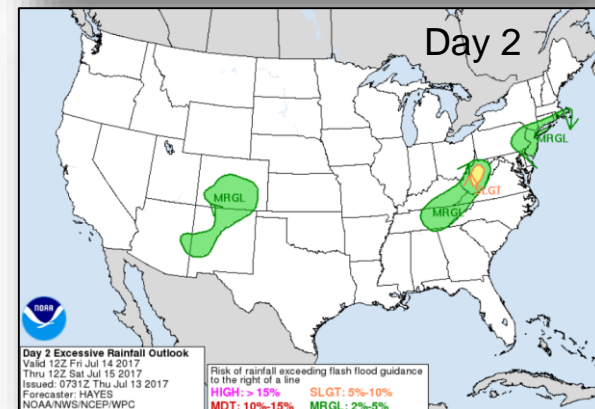 Day 2
MRGL
MRGL
SLGT
MRGL
NOAA
Day 2 Excessive Rainfall Outlook
Valid 12Z Fri Jul 14 2017
Thru 12Z Sat Jul 15 2017
Issued: 0731Z Thu Jul 13 2017
Forecaster: HAYES
NOAA/NWS/NCEP/WPC
Risk of rainfall exceeding flash flood guidance
to the right of a line
HIGH: > 15% SLGT: 5%-10%
MDT: 10%-15% MRGL: 2%-5%